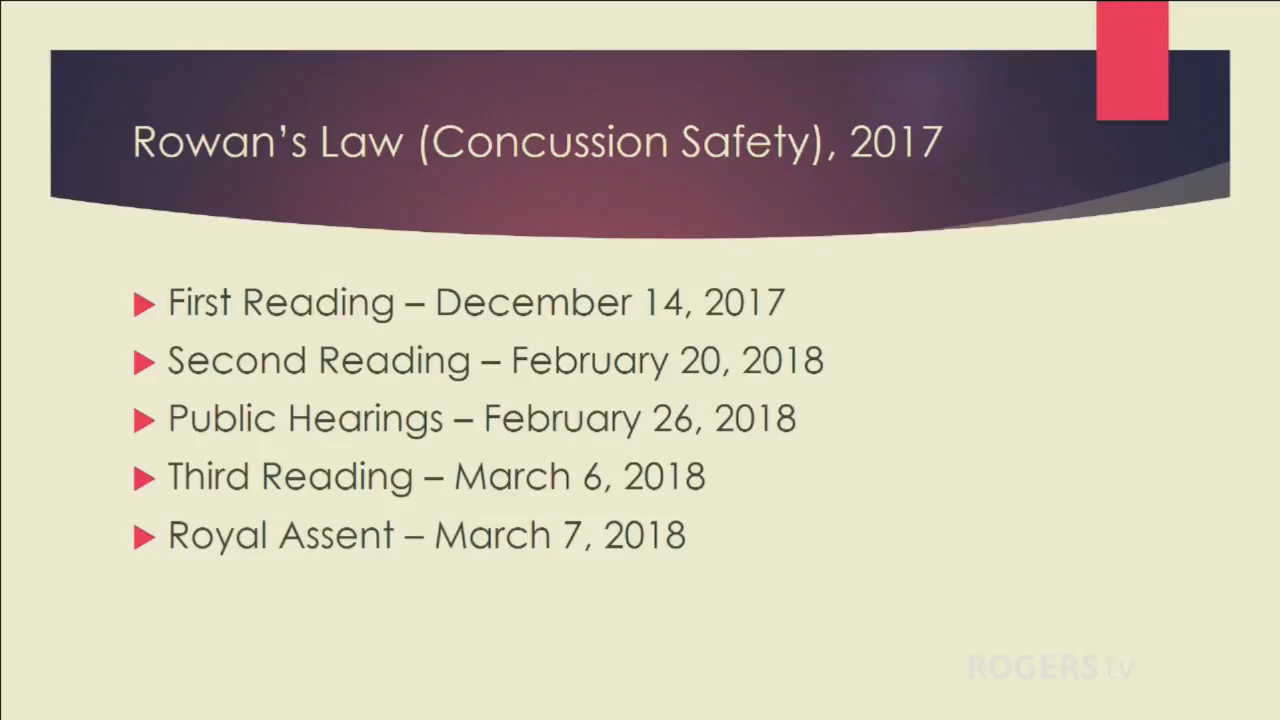 Rowan’s Law (Concussion Safety), 2017
First Reading – December 14, 2017
Second Reading – February 20, 2018
Public Hearings – February 26, 2018
Third Reading – March 6, 2018
Royal Assent – March 7, 2018
ROGERS tv